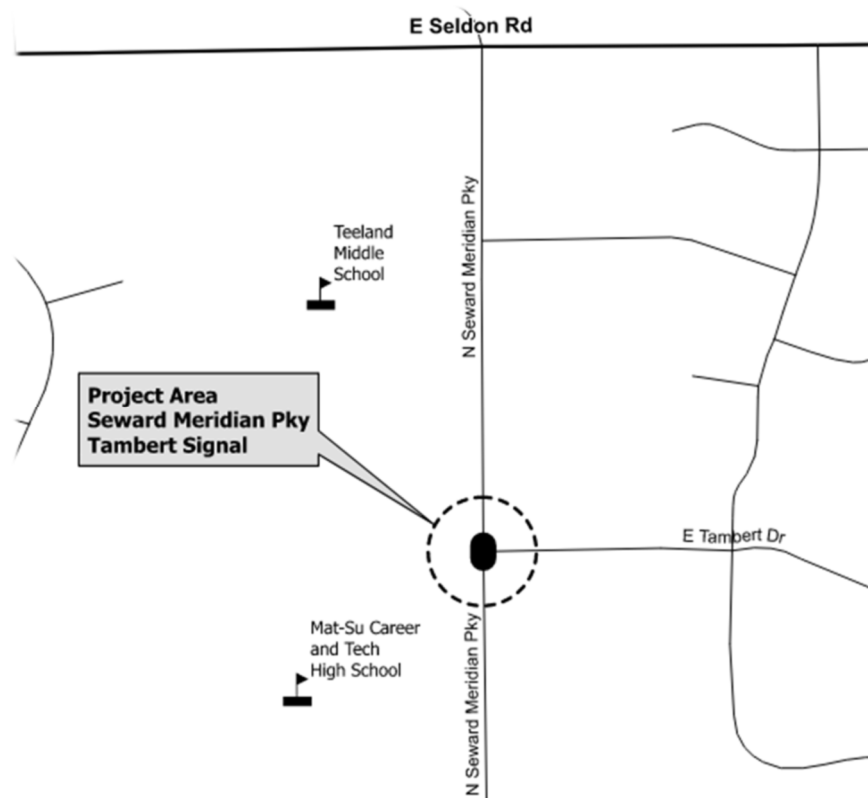 E Seldon Rd
N Seward Meridian Pky
Teeland
Middle
School
Project Area
Seward Meridian Pky
Tambert Signal
E Tambert Dr
Mat-Su Career
and Tech
High School
N Seward Meridian Pky